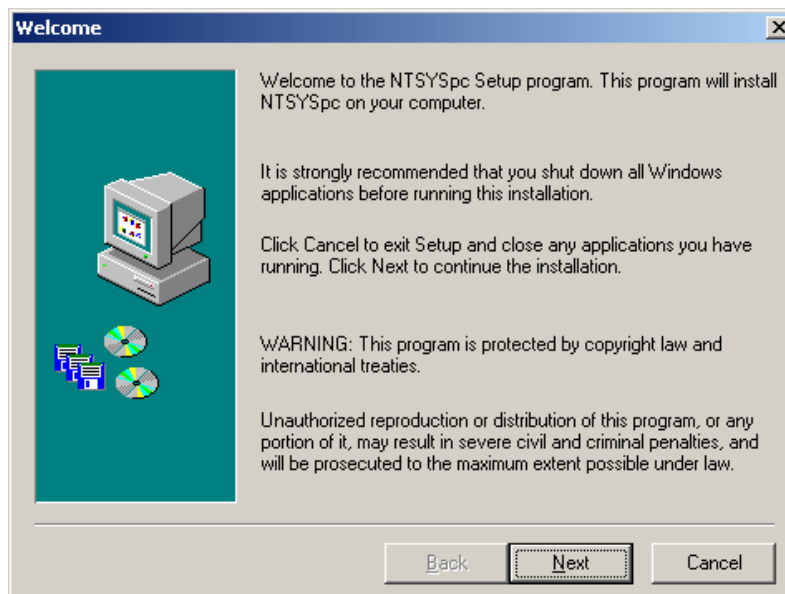 Welcome
Welcome to the NTSYSpc Setup program. This program will install
NTSYSpc on your computer.
It is strongly recommended that you shut down all Windows
applications before running this installation.
Click Cancel to exit Setup and close any applications you have
running. Click Next to continue the installation.
WARNING: This program is protected by copyright law and
international treaties.
Unauthorized reproduction or distribution of this program, or any
portion of it, may result in severe civil and criminal penalties, and
will be prosecuted to the maximum extent possible under law.
Back Next Cancel